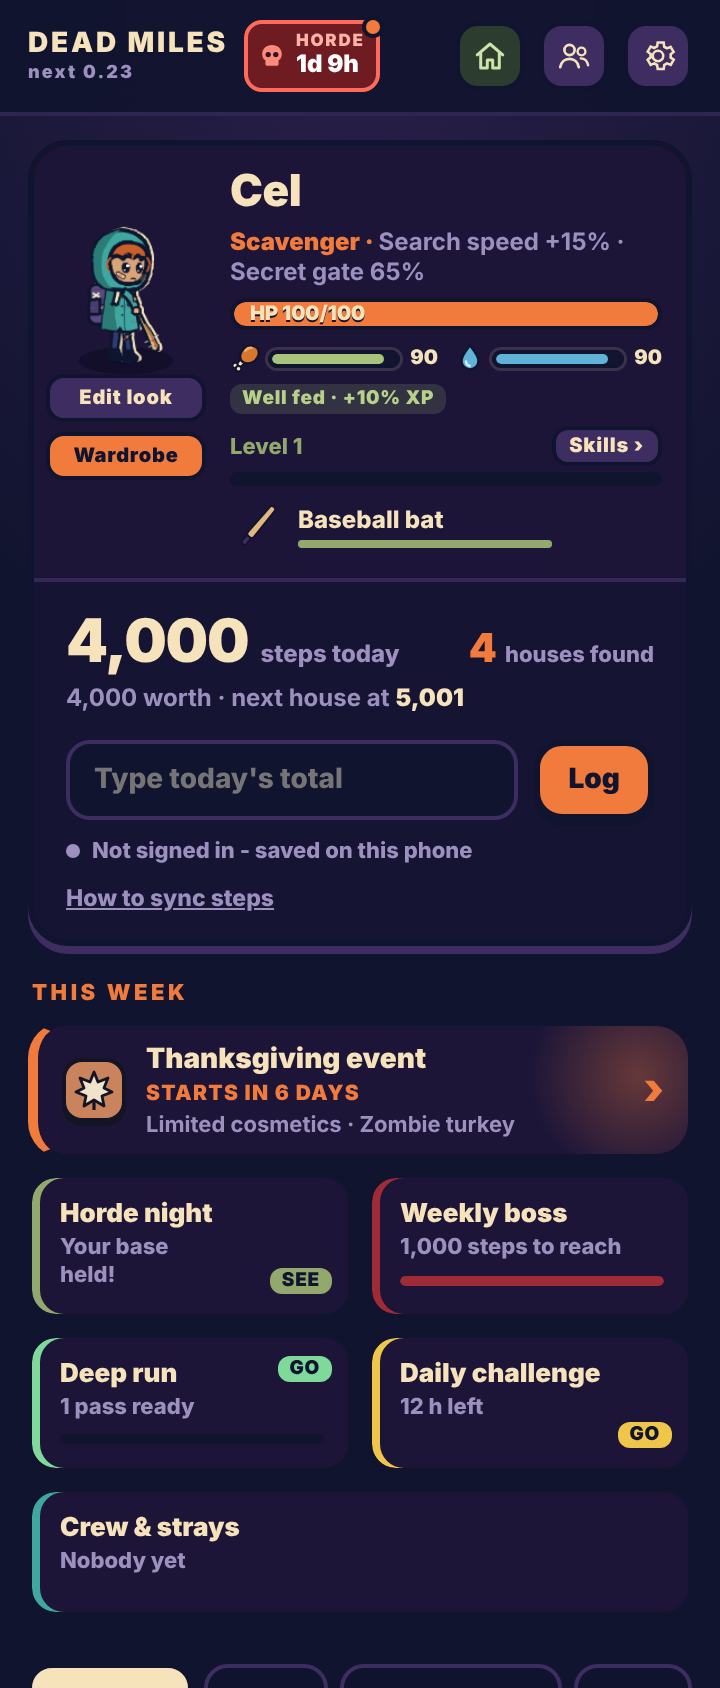 DEAD MILES
next 0.23
HORDE
1d 9h
Cel
Scavenger · Search speed +15% ·
Secret gate 65%
HP 100/100
90
90
Edit look
Well fed · +10% XP
Wardrobe
Level 1
Skills ›
Baseball bat
4,000 steps today
4 houses found
4,000 worth · next house at 5,001
Type today's total
Log
Not signed in - saved on this phone
How to sync steps
THIS WEEK
Thanksgiving event
STARTS IN 6 DAYS
Limited cosmetics · Zombie turkey
Horde night
Your base
held!
SEE
Weekly boss
1,000 steps to reach
Deep run
GO
1 pass ready
Daily challenge
12 h left
GO
Crew & strays
Nobody yet